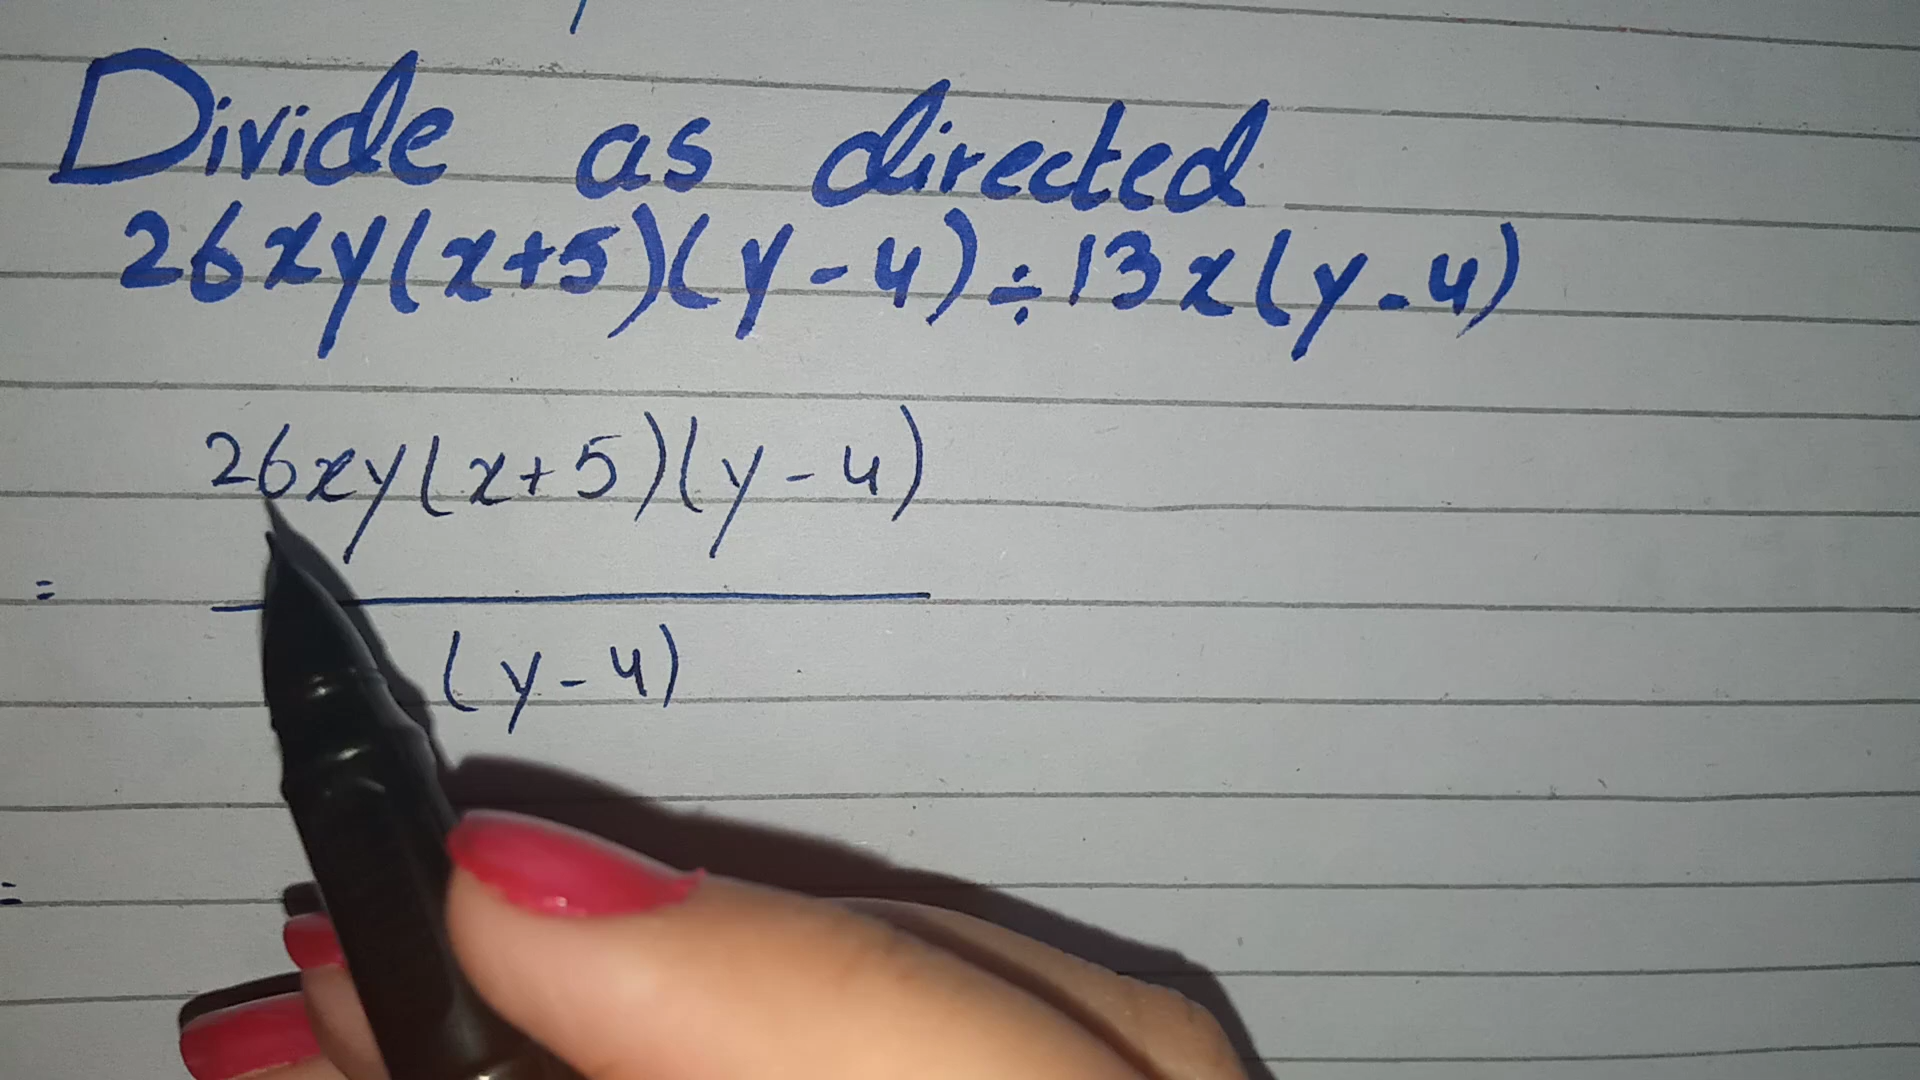 Divide as directed
26xy(x+5)(y-4)÷13x(y-4)
26xy(x+5)(y-4)
=
(y-4)
=